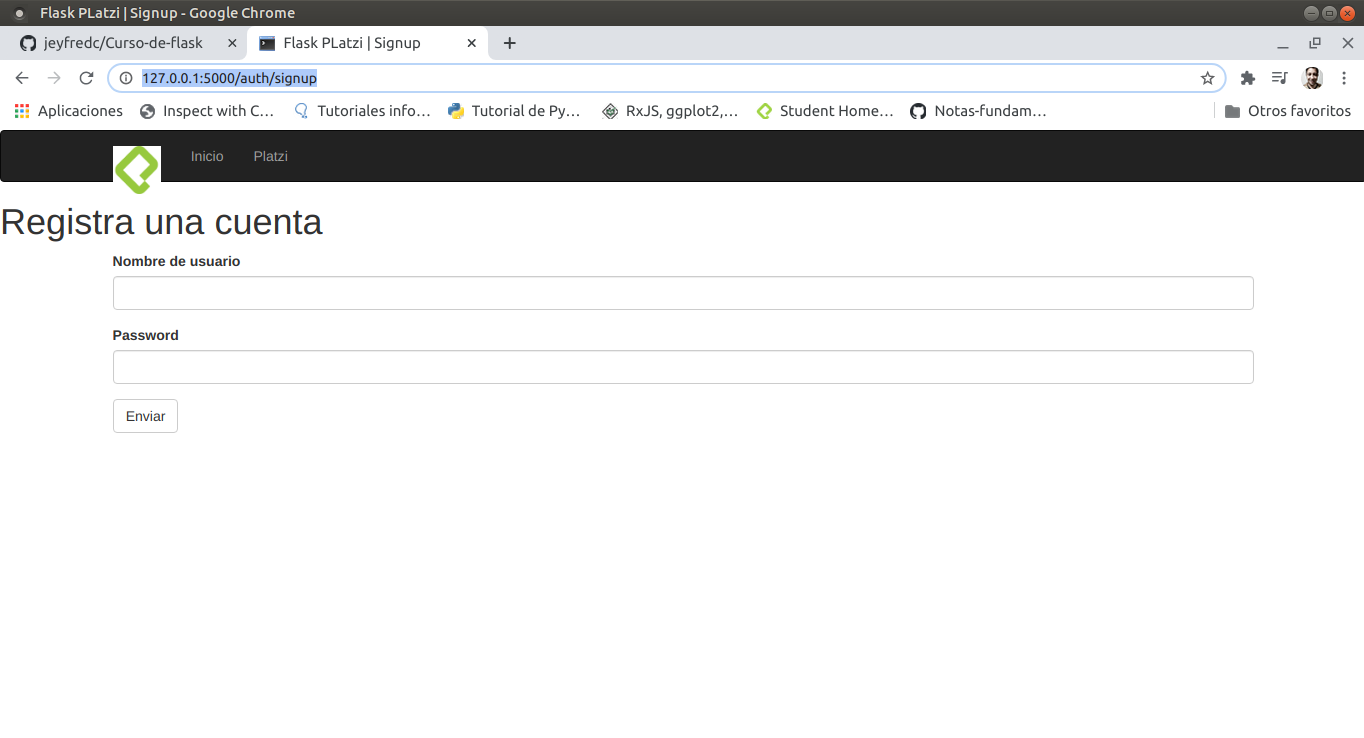 Flask PLatzi | Signup - Google Chrome
jeyfredc/Curso-de-flask Flask PLatzi | Signup
127.0.0.1:5000/auth/signup
Aplicaciones Inspect with C... Tutoriales info... Tutorial de Py... RxJS, ggplot2,... Student Home... Notas-fundam... Otros favoritos
Inicio Platzi
Registra una cuenta
Nombre de usuario
Password
Enviar